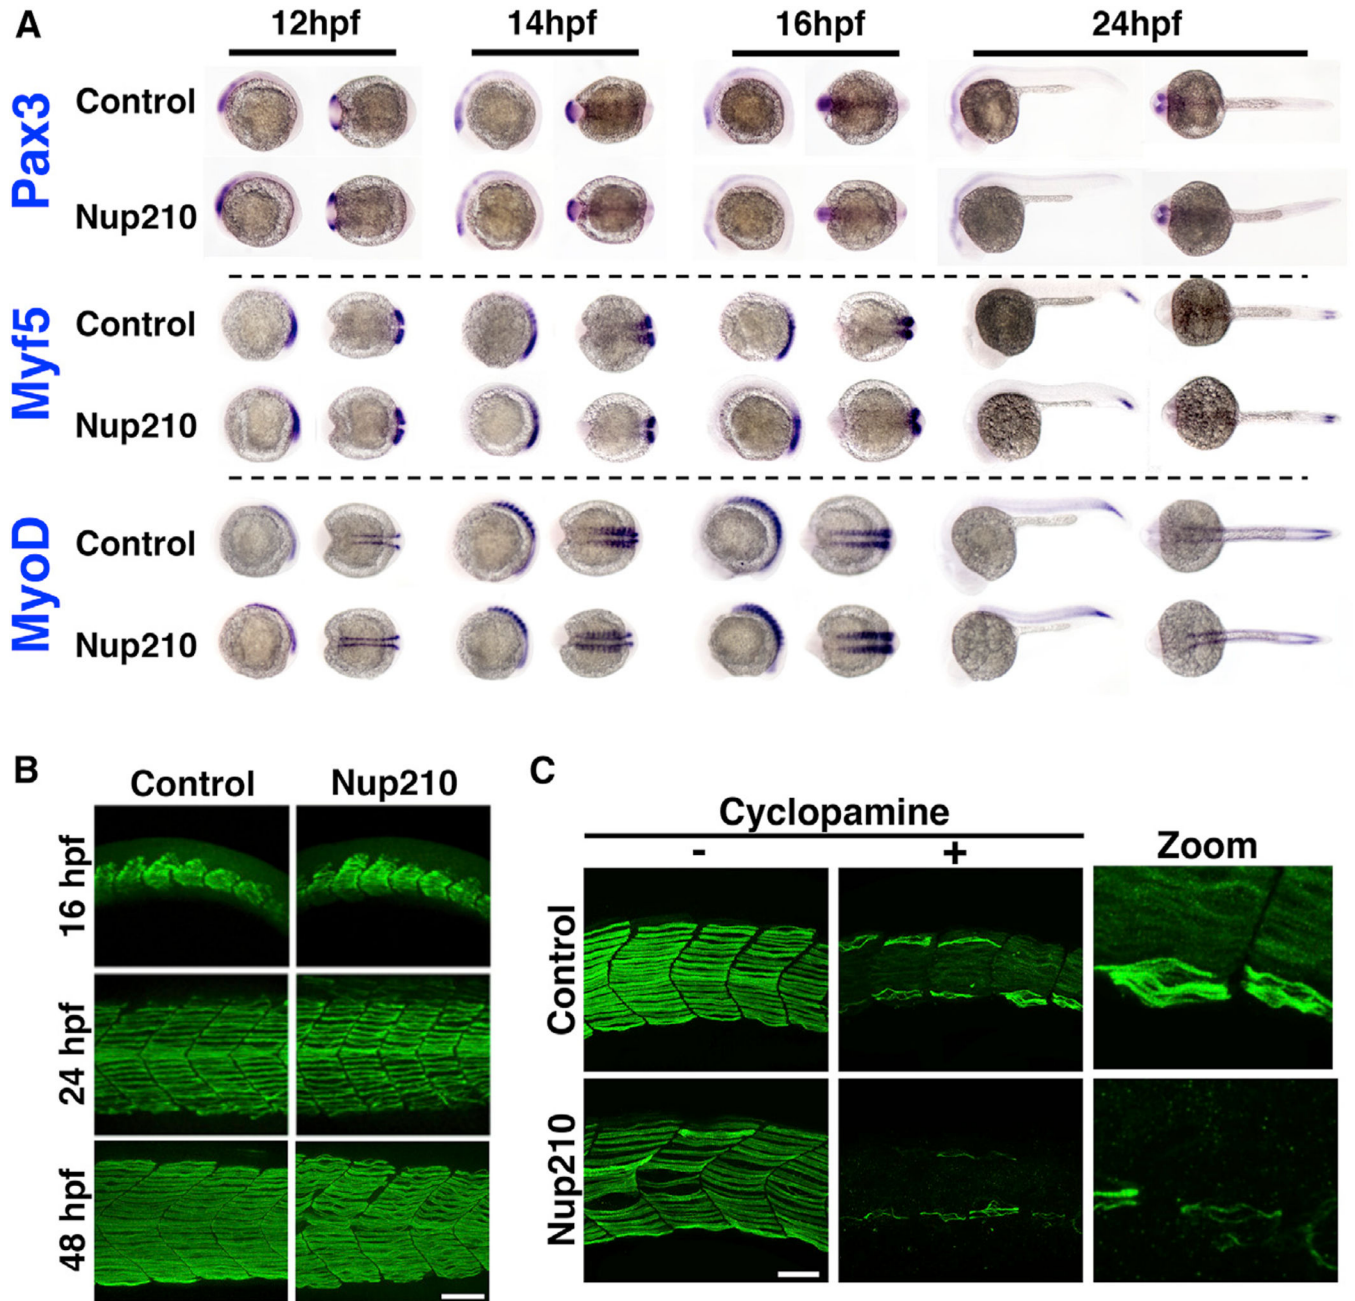 A
12hpf 14hpf 16hpf 24hpf
Pax3
Control
Nup210
Myf5
Control
Nup210
MyoD
Control
Nup210
B
Control Nup210
16 hpf
24 hpf
48 hpf
C
Cyclopamine
- + Zoom
Control
Nup210